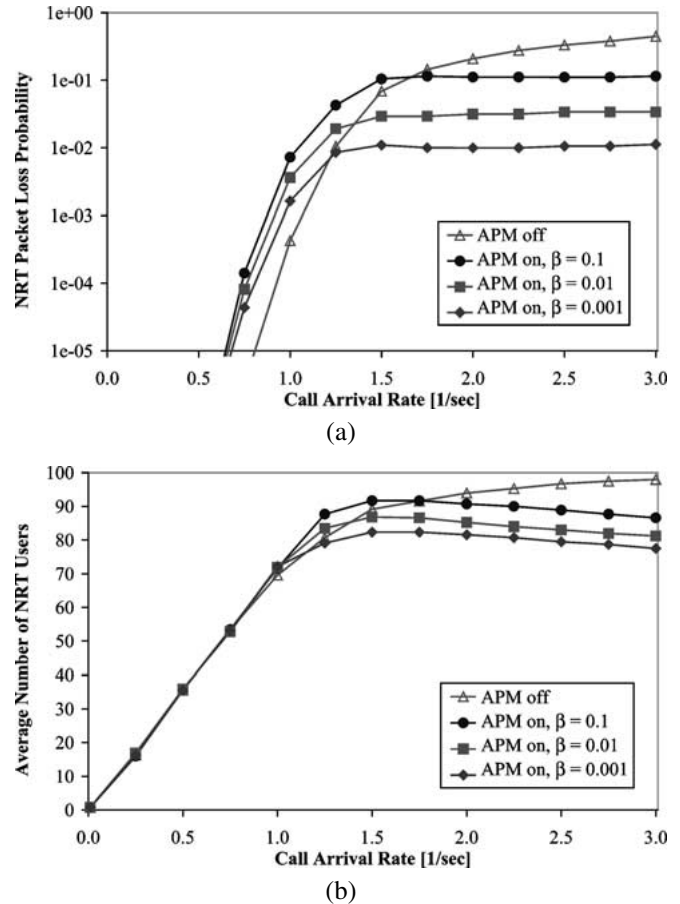 1e+00
1e-01
1e-02
1e-03
1e-04
1e-05
NRT Packet Loss Probability
APM off
APM on, β = 0.1
APM on, β = 0.01
APM on, β = 0.001
0.0 0.5 1.0 1.5 2.0 2.5 3.0
Call Arrival Rate [1/sec]
(a)
100
90
80
70
60
50
40
30
20
10
0
Average Number of NRT Users
APM off
APM on, β = 0.1
APM on, β = 0.01
APM on, β = 0.001
0.0 0.5 1.0 1.5 2.0 2.5 3.0
Call Arrival Rate [1/sec]
(b)